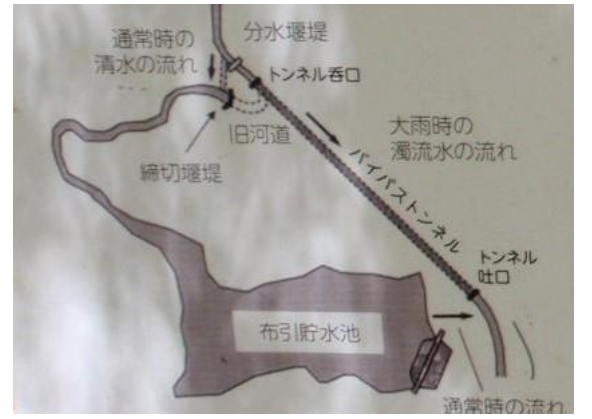 通常時の
清水の流れ
分水堰堤
トンネル呑口
旧河道
締切堰堤
大雨時の
濁流水の流れ
バイパストンネル
トンネル
吐口
布引貯水池
通常時の流れ